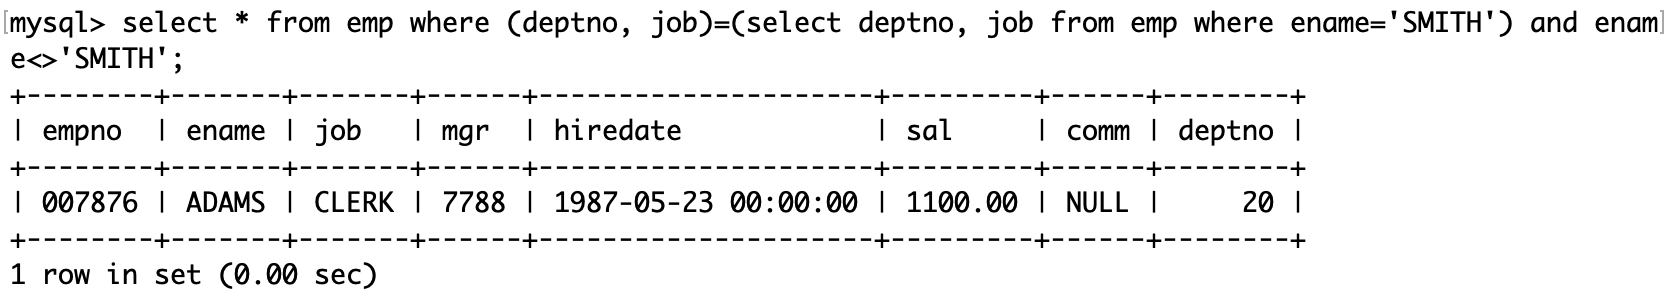 mysql> select * from emp where (deptno, job)=(select deptno, job from emp where ename='SMITH') and enam
e<>'SMITH';
+--------+-------+-------+------+---------------------+---------+------+--------+
| empno  | ename | job   | mgr  | hiredate            | sal     | comm | deptno |
+--------+-------+-------+------+---------------------+---------+------+--------+
| 007876 | ADAMS | CLERK | 7788 | 1987-05-23 00:00:00 | 1100.00 | NULL |     20 |
+--------+-------+-------+------+---------------------+---------+------+--------+
1 row in set (0.00 sec)